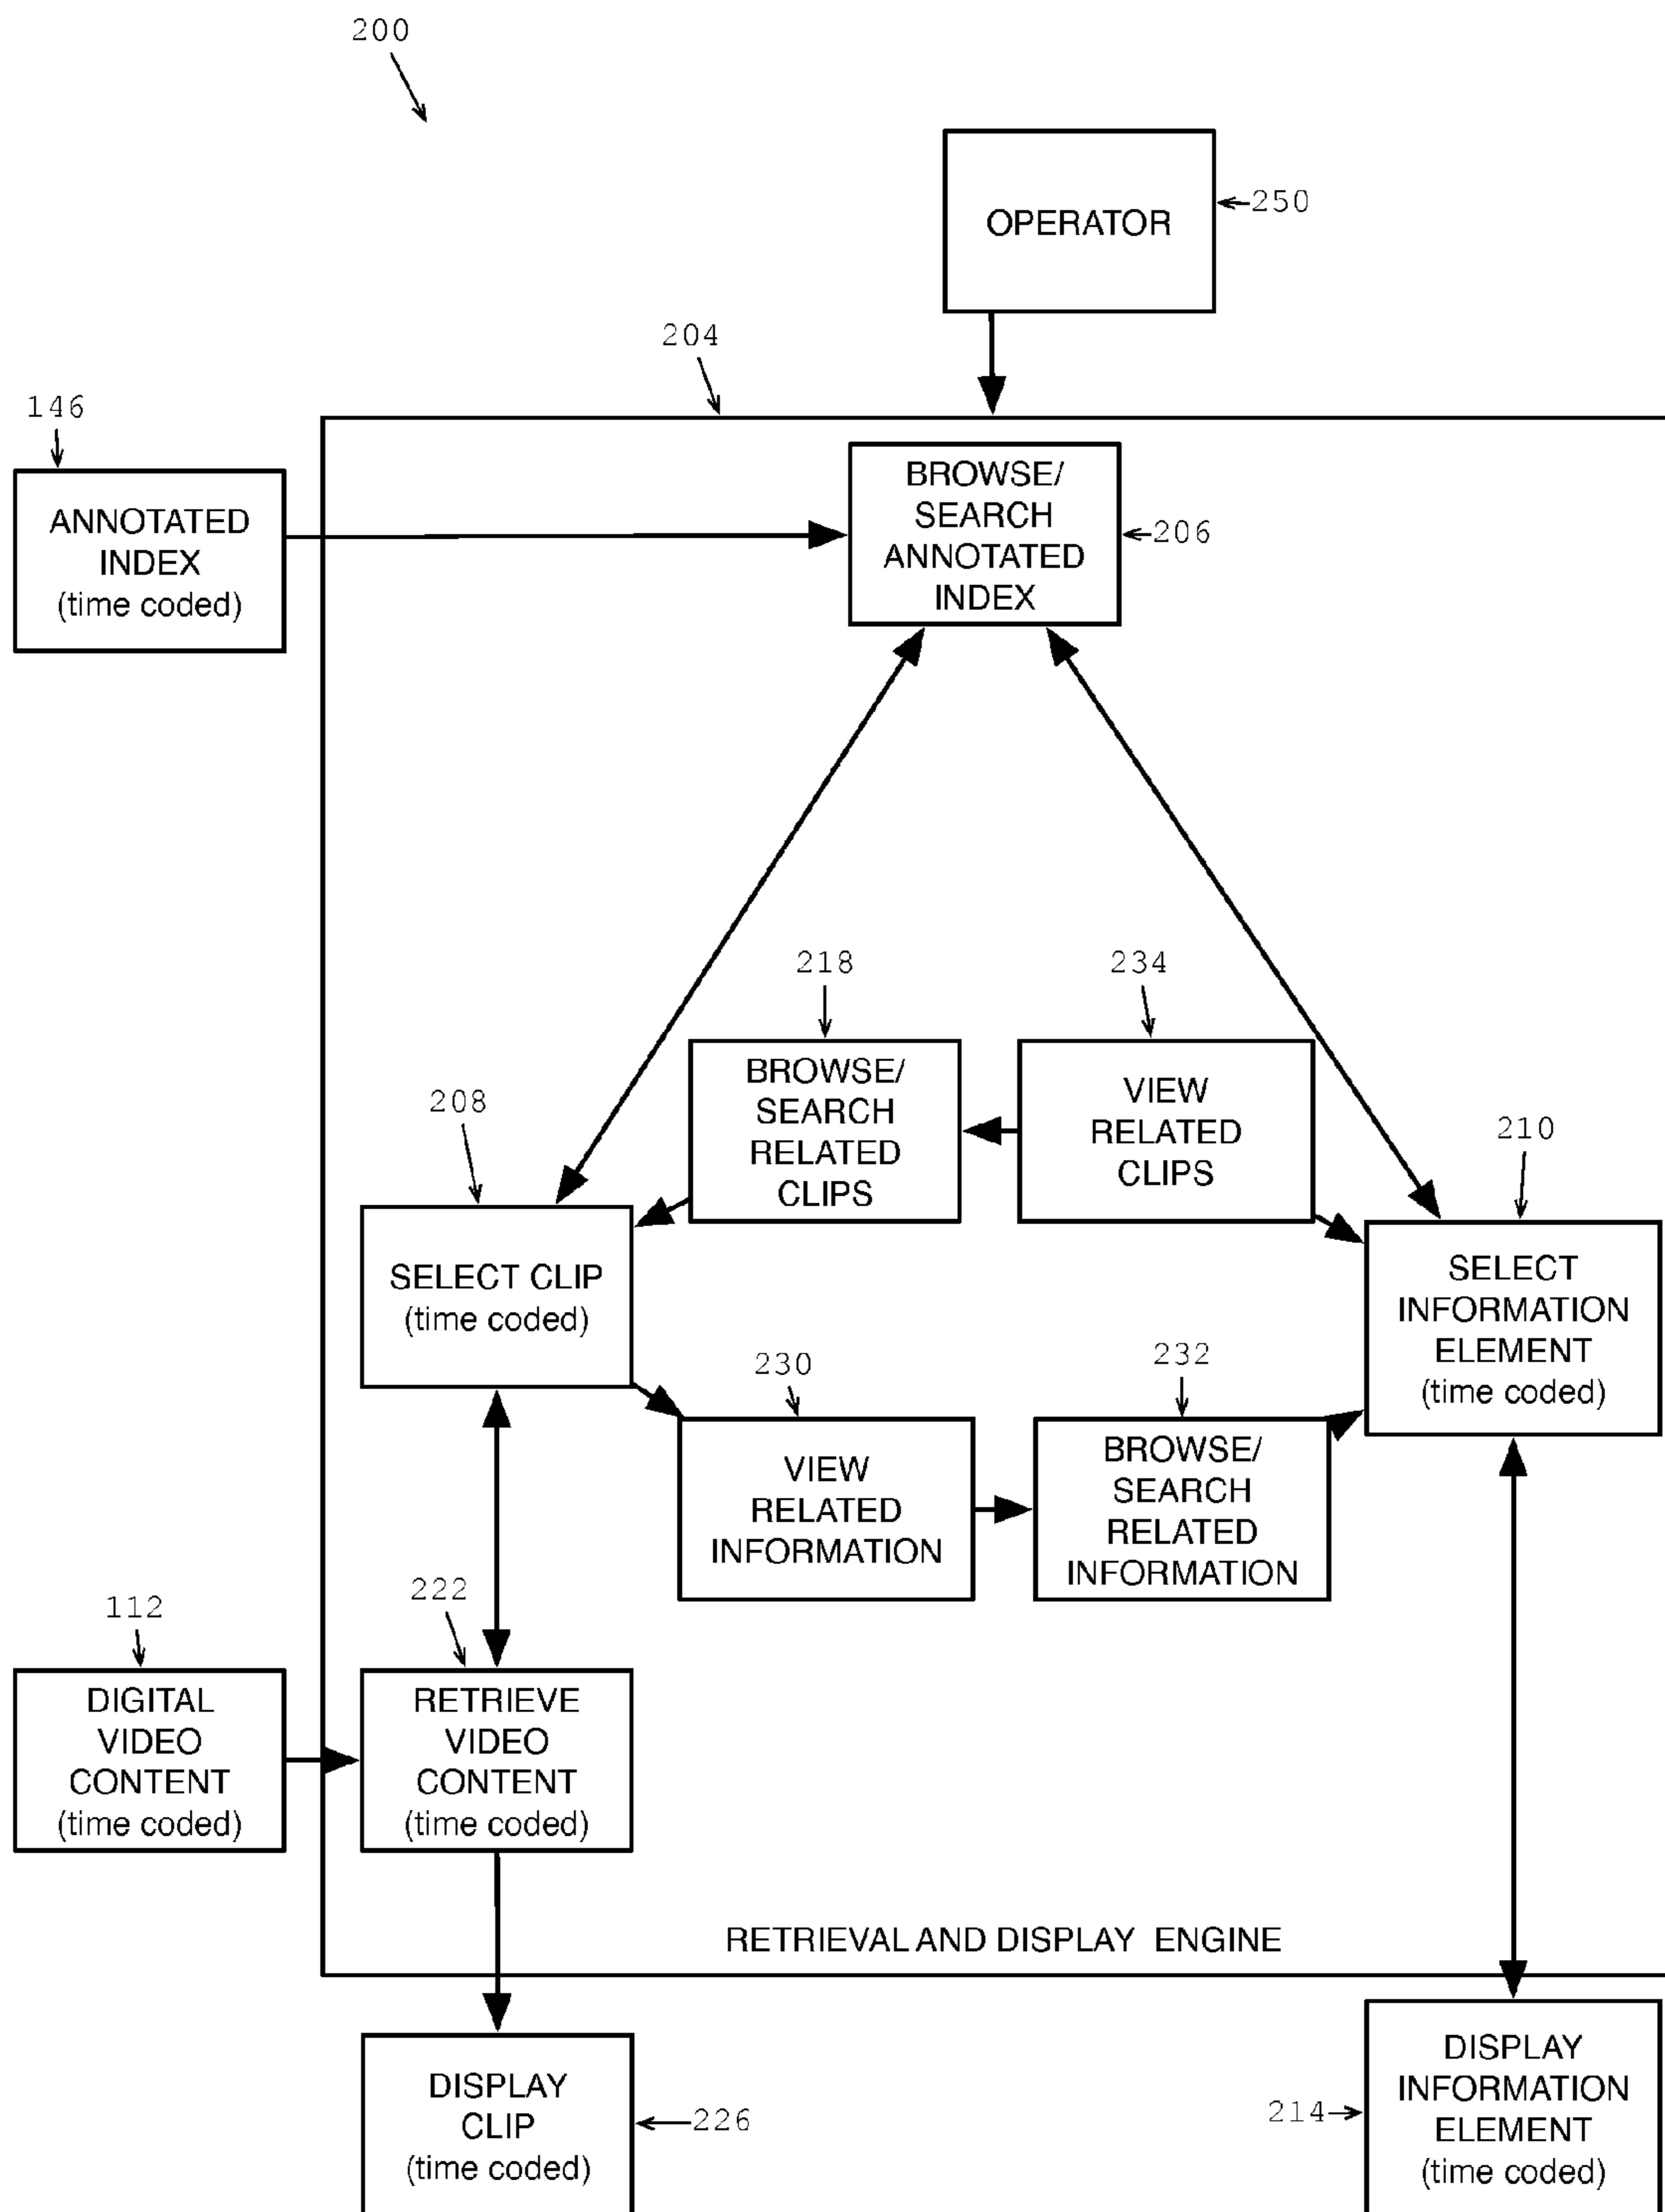 200
OPERATOR
250
204
146
ANNOTATED
INDEX
(time coded)
BROWSE/
SEARCH
ANNOTATED
INDEX
206
218
234
BROWSE/
SEARCH
RELATED
CLIPS
VIEW
RELATED
CLIPS
208
210
SELECT CLIP
(time coded)
SELECT
INFORMATION
ELEMENT
(time coded)
230
232
VIEW
RELATED
INFORMATION
BROWSE/
SEARCH
RELATED
INFORMATION
112
222
DIGITAL
VIDEO
CONTENT
(time coded)
RETRIEVE
VIDEO
CONTENT
(time coded)
RETRIEVAL AND DISPLAY ENGINE
DISPLAY
CLIP
(time coded)
226
214
DISPLAY
INFORMATION
ELEMENT
(time coded)